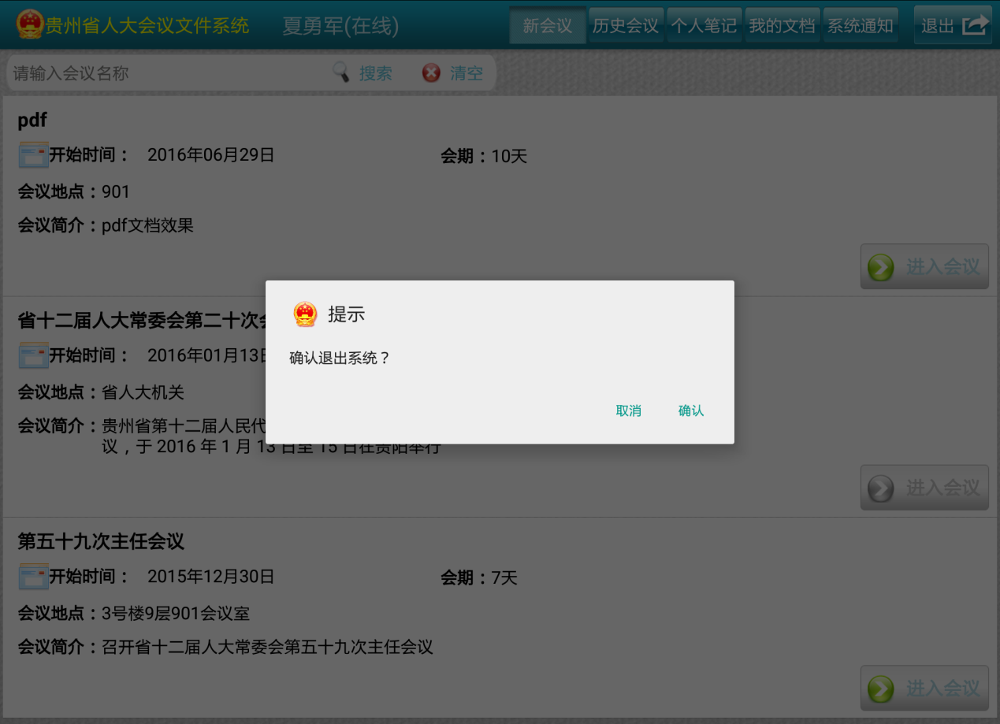 贵州省人大会议文件系统 夏勇军(在线) 新会议 历史会议 个人笔记 我的文档 系统通知 退出
请输入会议名称 搜索 清空
pdf
开始时间： 2016年06月29日 会期：10天
会议地点：901
会议简介：pdf文档效果
进入会议
省十二届人大常委会第二十次
开始时间： 2016年01月13
会议地点：省人大机关
会议简介：贵州省第十二届人民代
议，于 2016 年 1 月 13 日至 15 日在贵阳举行
进入会议
提示
确认退出系统？
取消 确认
第五十九次主任会议
开始时间： 2015年12月30日 会期：7天
会议地点：3号楼9层901会议室
会议简介：召开省十二届人大常委会第五十九次主任会议
进入会议